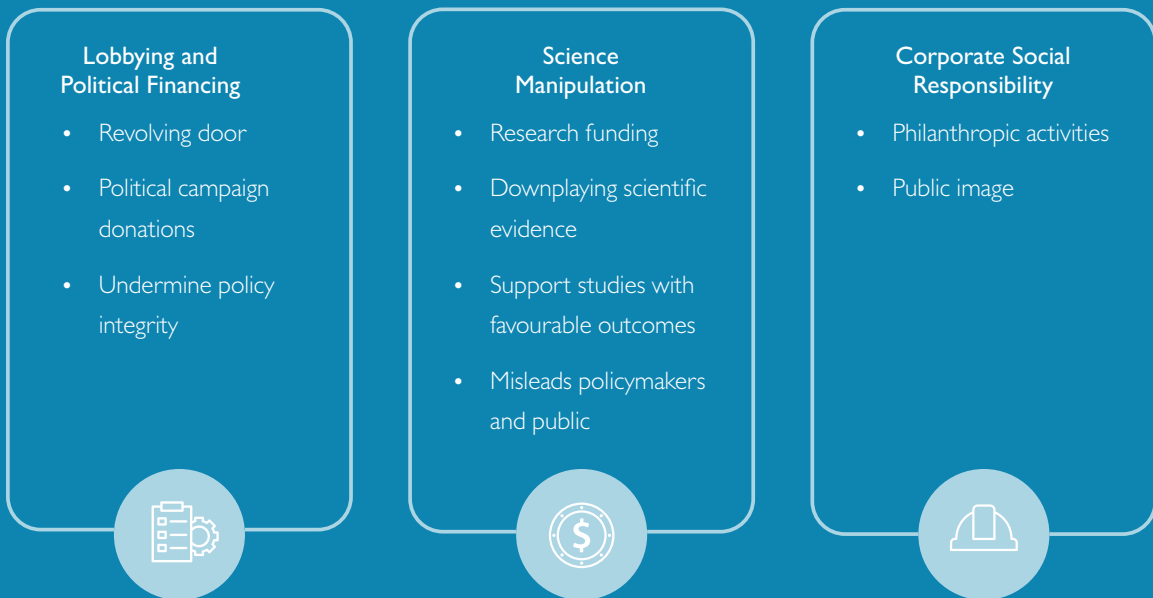 Lobbying and
Political Financing
• Revolving door
• Political campaign
donations
• Undermine policy
integrity
Science
Manipulation
• Research funding
• Downplaying scientific
evidence
• Support studies with
favourable outcomes
• Misleads policymakers
and public
$
Corporate Social
Responsibility
• Philanthropic activities
• Public image